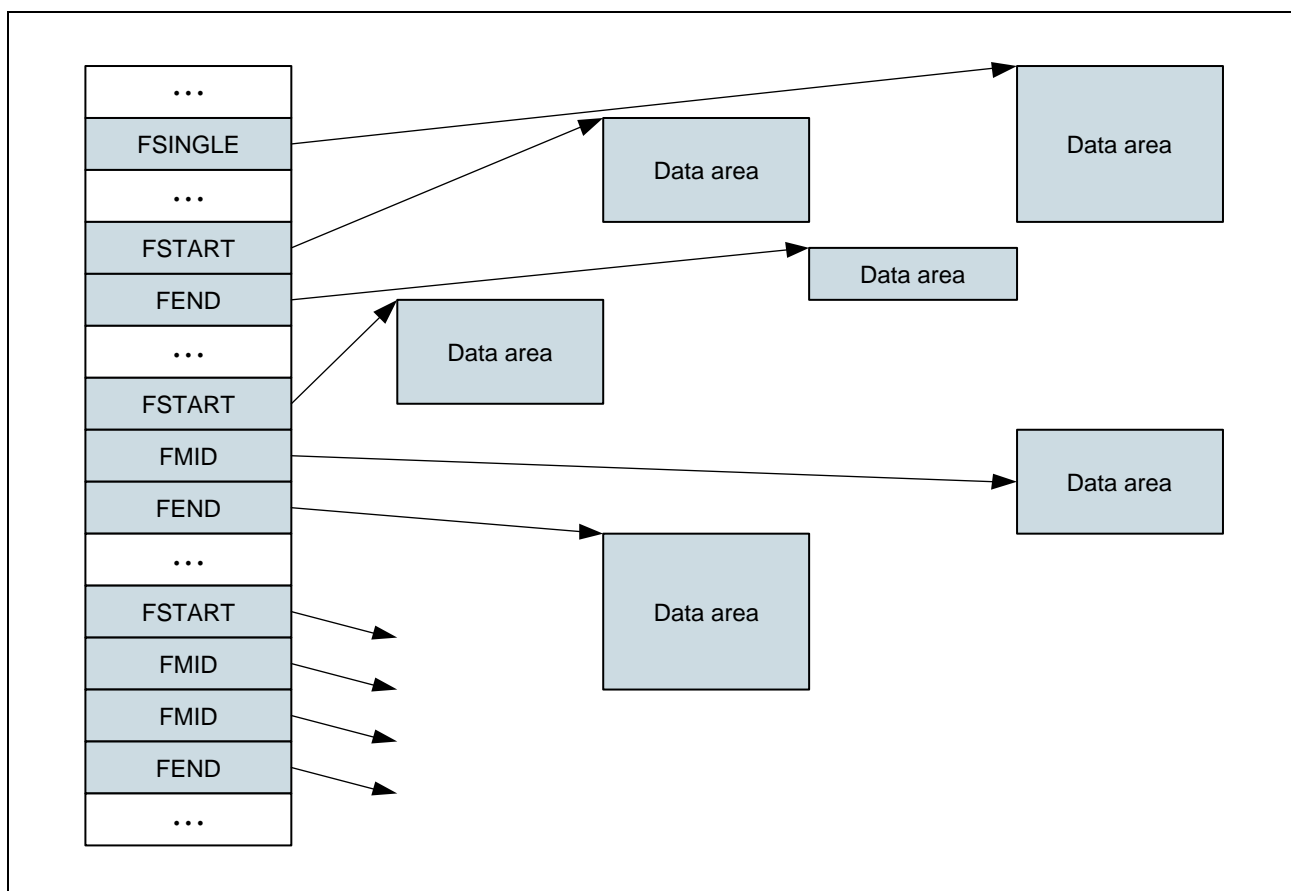 ...
FSINGLE
...
FSTART
FEND
...
FSTART
FMID
FEND
...
FSTART
FMID
FMID
FEND
...
Data area
Data area
Data area
Data area
Data area
Data area